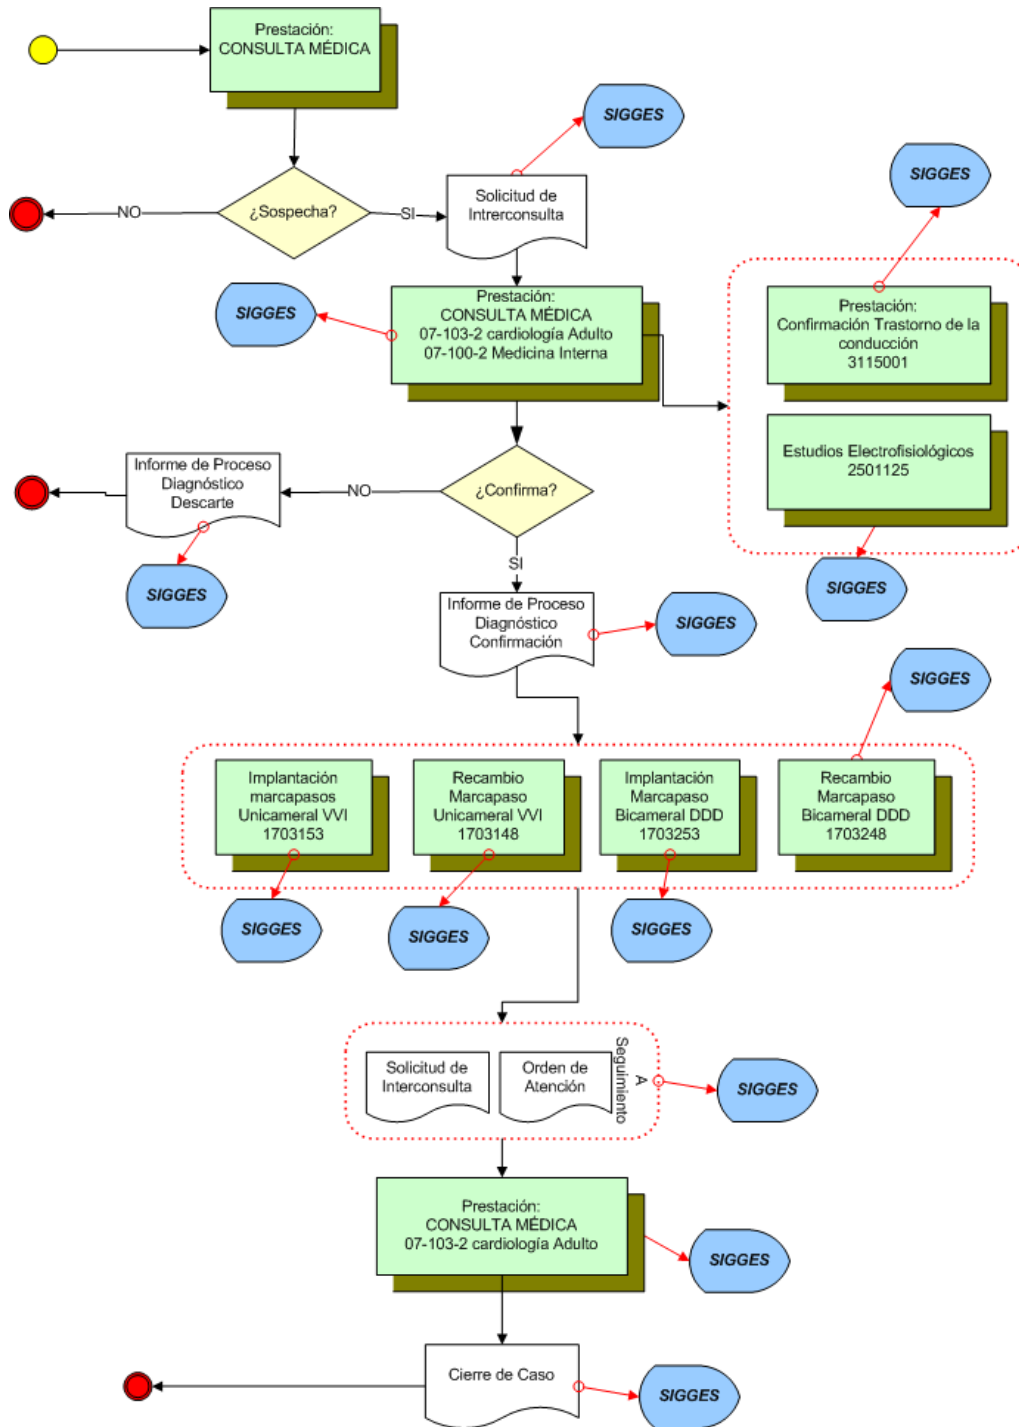 Prestación:
CONSULTA MÉDICA
SIGGES
SIGGES
¿Sospecha?
NO
SI
Solicitud de
Intrerconsulta
SIGGES
Prestación:
CONSULTA MÉDICA
07-103-2 cardiología Adulto
07-100-2 Medicina Interna
Prestación:
Confirmación Trastorno de la
conducción
3115001
Estudios Electrofisiológicos
2501125
SIGGES
Informe de Proceso
Diagnóstico
Descarte
NO
¿Confirma?
SIGGES
SI
Informe de Proceso
Diagnóstico
Confirmación
SIGGES
SIGGES
Implantación
marcapasos
Unicameral VVI
1703153
Recambio
Marcapaso
Unicameral VVI
1703148
Implantación
Marcapaso
Bicameral DDD
1703253
Recambio
Marcapaso
Bicameral DDD
1703248
SIGGES
SIGGES
SIGGES
Solicitud de
Interconsulta
Orden de
Atención
A
Seguimiento
SIGGES
Prestación:
CONSULTA MÉDICA
07-103-2 cardiología Adulto
SIGGES
Cierre de Caso
SIGGES